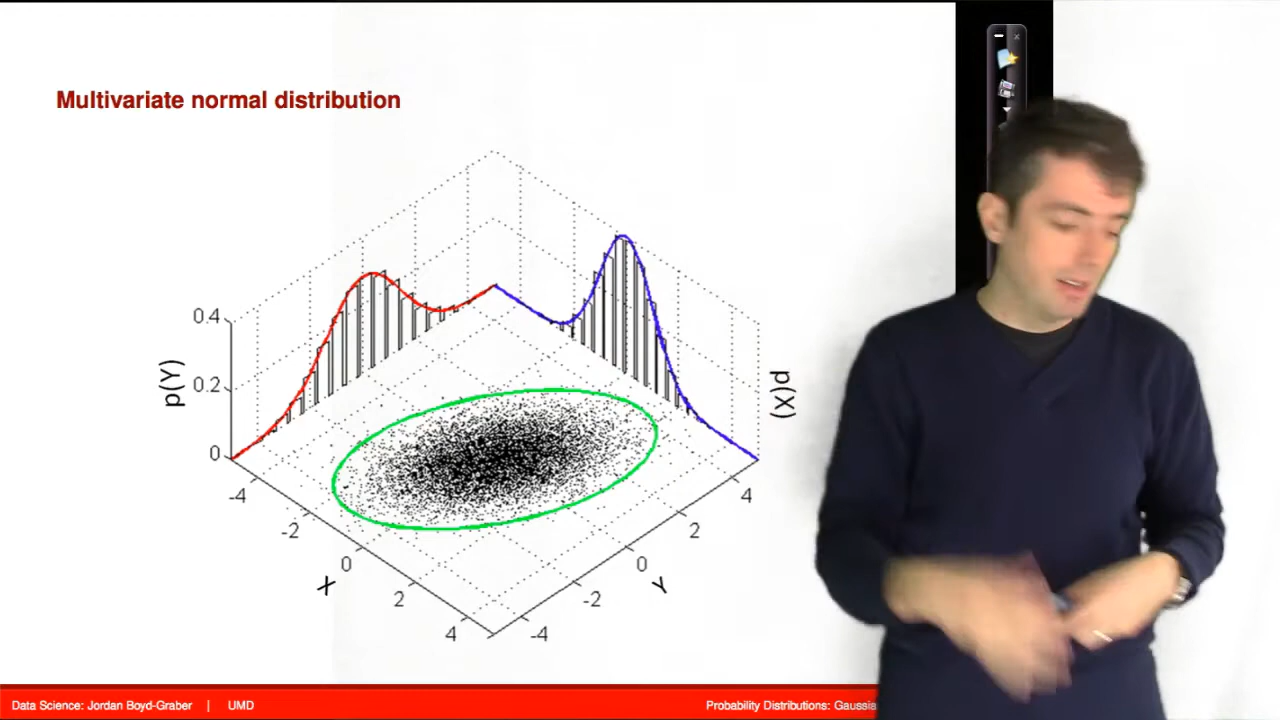 Multivariate normal distribution
0.4
0.2
0
p(Y)
p(X)
-4
-2
0
2
4
X
-4
-2
0
2
4
Y
Data Science: Jordan Boyd-Graber | UMD
Probability Distributions: